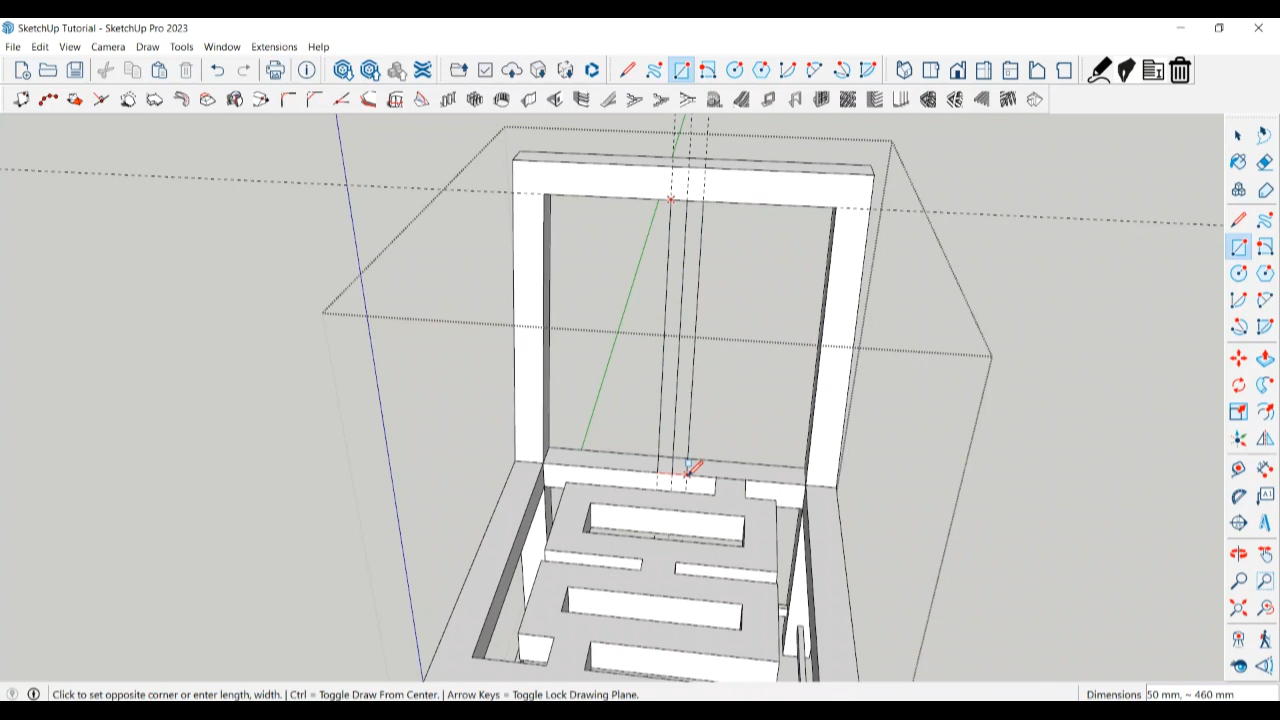 SketchUp Tutorial - SketchUp Pro 2023
File Edit View Camera Draw Tools Window Extensions Help
Click to set opposite corner or enter length, width. | Ctrl = Toggle Draw From Center. | Arrow Keys = Toggle Lock Drawing Plane.
Dimensions 50 mm, ~ 460 mm